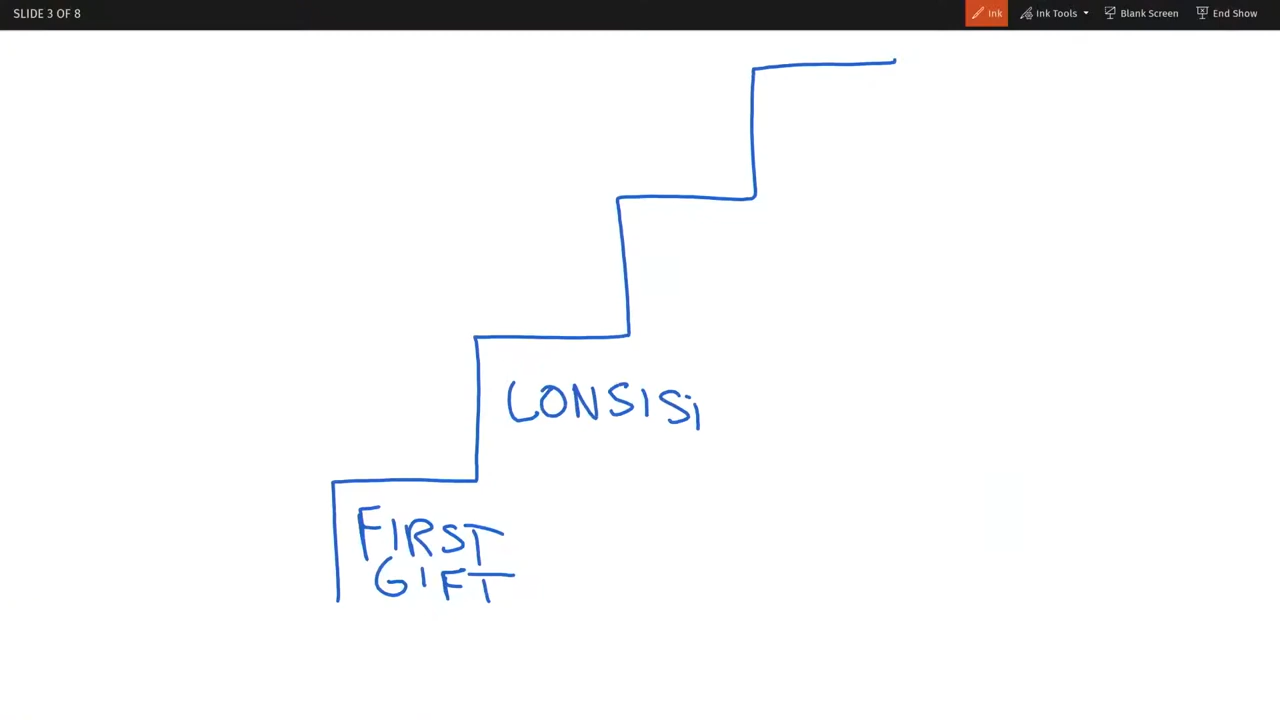 SLIDE 3 OF 8
Ink
Ink Tools
Blank Screen
End Show
CONSIS
FIRST
GIFT